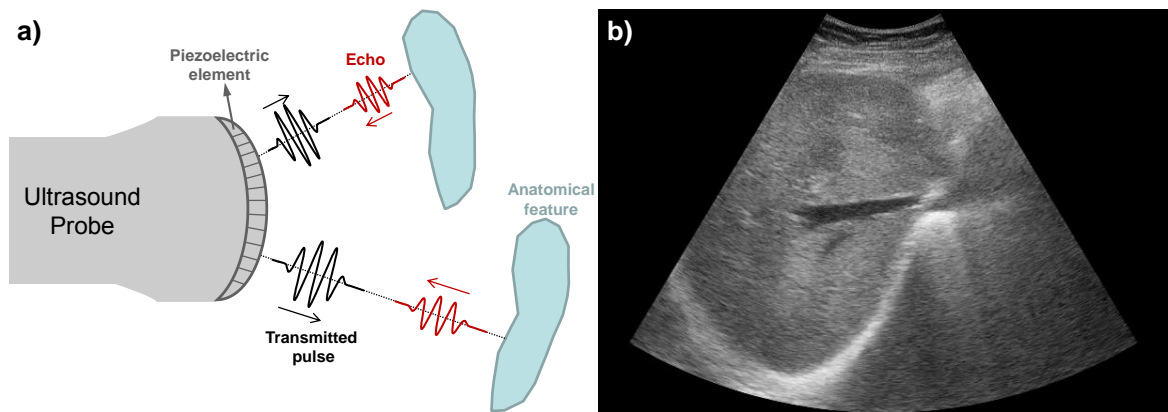 a)
Piezoelectric
element
Echo
Ultrasound
Probe
Anatomical
feature
Transmitted
pulse
b)